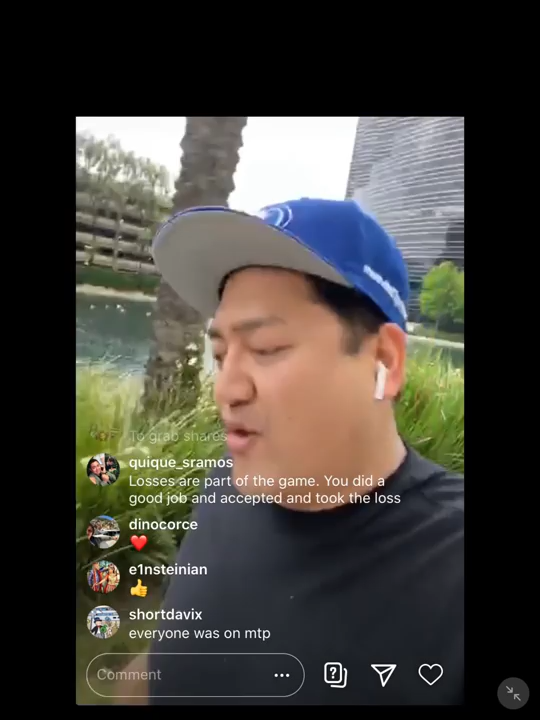 To grab shares
quique_sramos
Losses are part of the game. You did a
good job and accepted and took the loss
dinocorce
e1nsteinian
shortdavix
everyone was on mtp
Comment